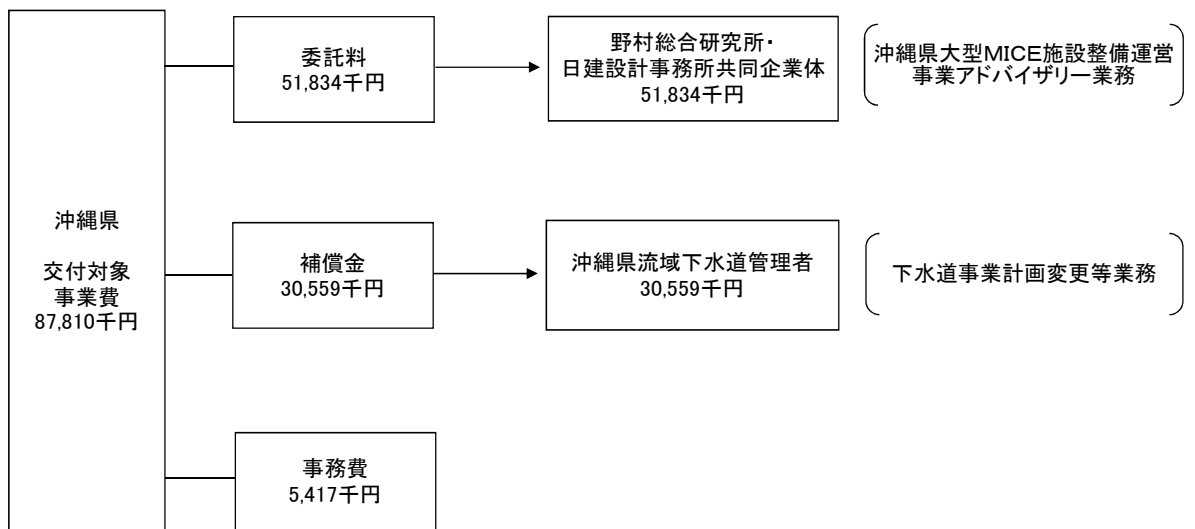 沖縄県
交付対象
事業費
87,810千円
委託料
51,834千円
野村総合研究所・
日建設計事務所共同企業体
51,834千円
沖縄県大型MICE施設整備運営
事業アドバイザリー業務
補償金
30,559千円
沖縄県流域下水道管理者
30,559千円
下水道事業計画変更等業務
事務費
5,417千円